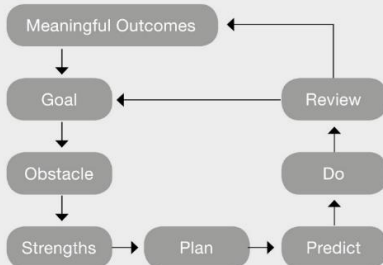 Meaningful Outcomes
Goal
Review
Obstacle
Do
Strengths
Plan
Predict